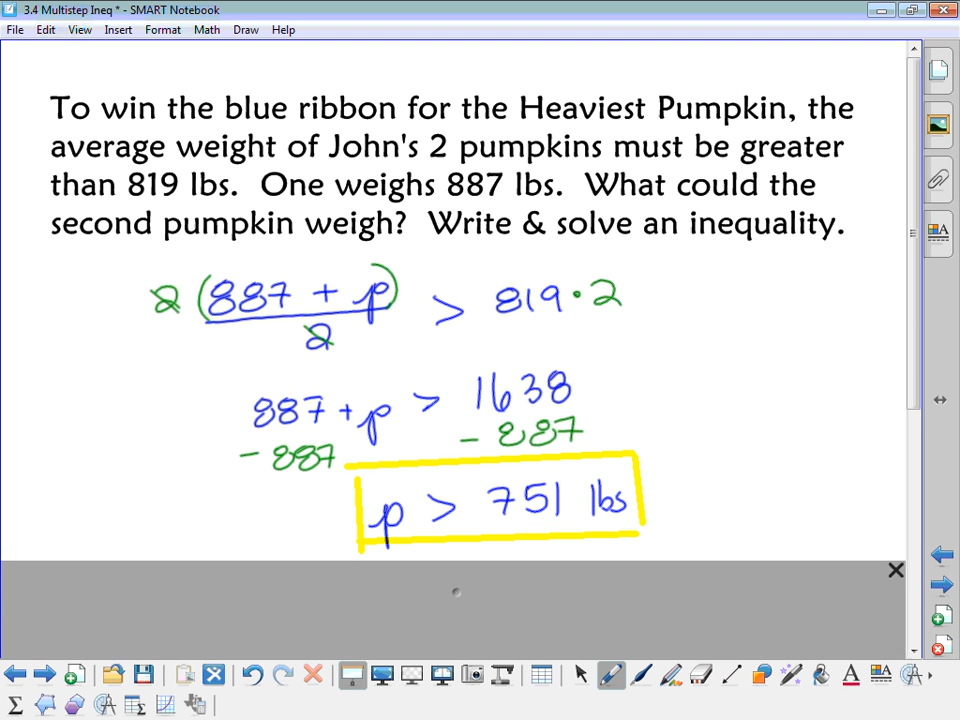 3.4 Multistep Ineq * - SMART Notebook
File Edit View Insert Format Math Draw Help
To win the blue ribbon for the Heaviest Pumpkin, the
average weight of John's 2 pumpkins must be greater
than 819 lbs. One weighs 887 lbs. What could the
second pumpkin weigh? Write & solve an inequality.
2 (887 + p) > 819 • 2
2
887 + p > 1638
- 887 - 887
p > 751 lbs